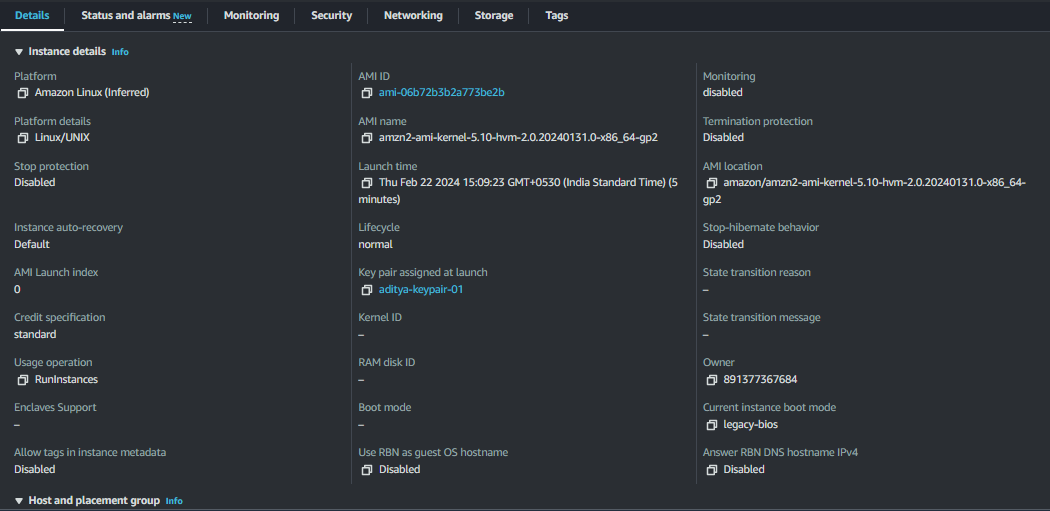 Details Status and alarms New Monitoring Security Networking Storage Tags
Instance details Info
Platform
Amazon Linux (Inferred)
AMI ID
ami-06b72b3b2a773be2b
Monitoring
disabled
Platform details
Linux/UNIX
AMI name
amzn2-ami-kernel-5.10-hvm-2.0.20240131.0-x86_64-gp2
Termination protection
Disabled
Stop protection
Disabled
Launch time
Thu Feb 22 2024 15:09:23 GMT+0530 (India Standard Time) (5
minutes)
AMI location
amazon/amzn2-ami-kernel-5.10-hvm-2.0.20240131.0-x86_64-
gp2
Instance auto-recovery
Default
Lifecycle
normal
Stop-hibernate behavior
Disabled
AMI Launch index
0
Key pair assigned at launch
aditya-keypair-01
State transition reason
–
Credit specification
standard
Kernel ID
–
State transition message
–
Usage operation
RunInstances
RAM disk ID
–
Owner
891377367684
Enclaves Support
–
Boot mode
–
Current instance boot mode
legacy-bios
Allow tags in instance metadata
Disabled
Use RBN as guest OS hostname
Disabled
Answer RBN DNS hostname IPv4
Disabled
Host and placement group Info